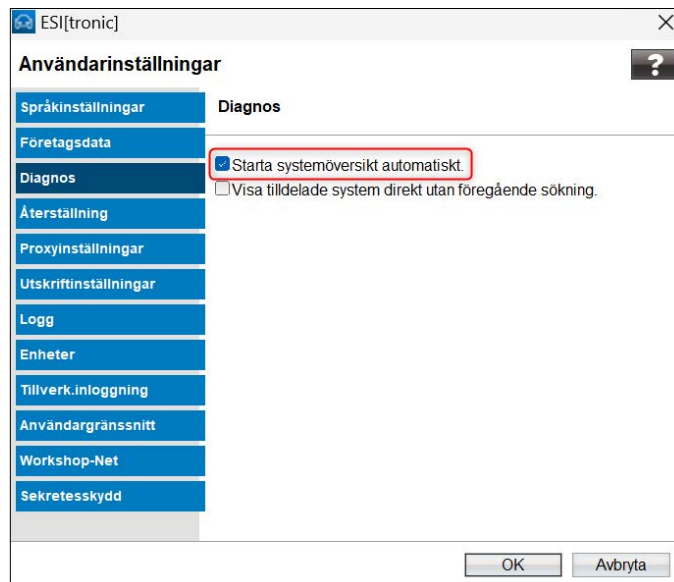 ESI[tronic]
Användarinställningar
?
Språkinställningar
Företagsdata
Diagnos
Återställning
Proxyinställningar
Utskriftinställningar
Logg
Enheter
Tillverk.inloggning
Användargränssnitt
Workshop-Net
Sekretesskydd
Diagnos
Starta systemöversikt automatiskt.
Visa tilldelade system direkt utan föregående sökning.
OK
Avbryta